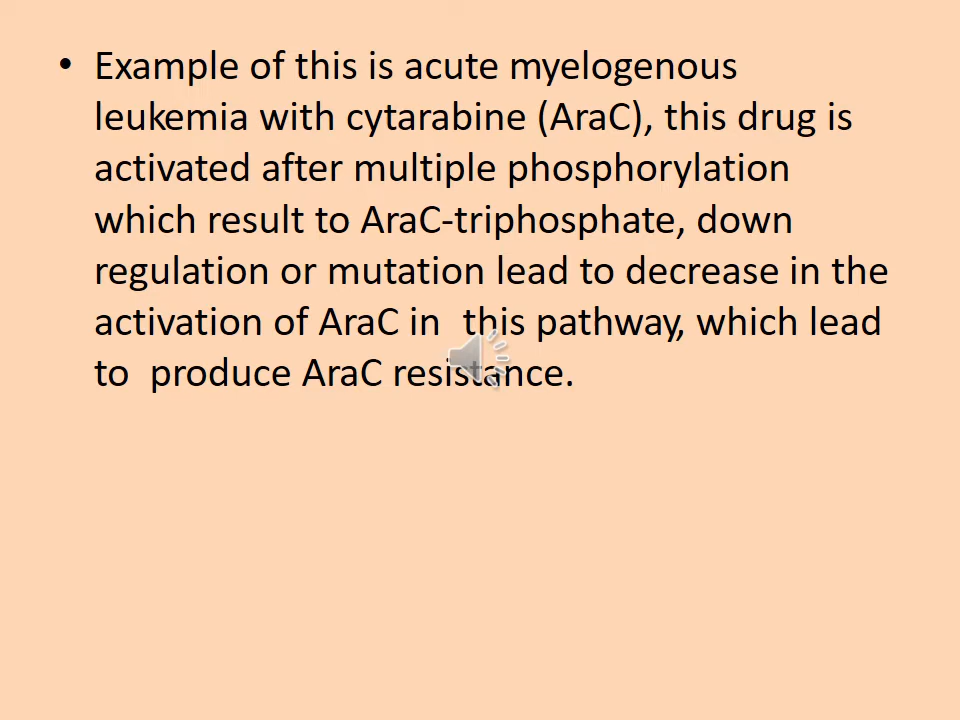 • Example of this is acute myelogenous
leukemia with cytarabine (AraC), this drug is
activated after multiple phosphorylation
which result to AraC-triphosphate, down
regulation or mutation lead to decrease in the
activation of AraC in  this pathway, which lead
to  produce AraC resistance.